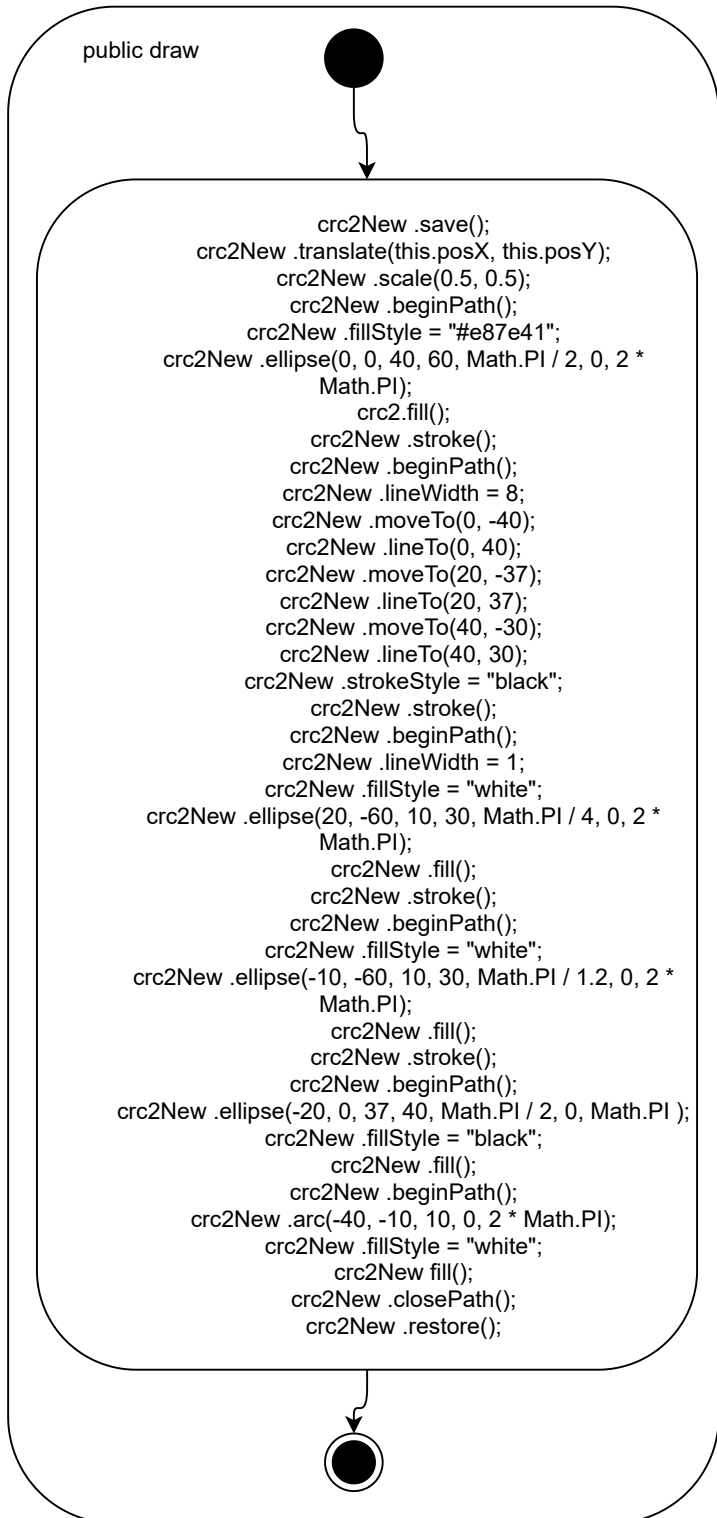 public draw
crc2New .save();
crc2New .translate(this.posX, this.posY);
crc2New .scale(0.5, 0.5);
crc2New .beginPath();
crc2New .fillStyle = "#e87e41";
crc2New .ellipse(0, 0, 40, 60, Math.PI / 2, 0, 2 *
Math.PI);
crc2.fill();
crc2New .stroke();
crc2New .beginPath();
crc2New .lineWidth = 8;
crc2New .moveTo(0, -40);
crc2New .lineTo(0, 40);
crc2New .moveTo(20, -37);
crc2New .lineTo(20, 37);
crc2New .moveTo(40, -30);
crc2New .lineTo(40, 30);
crc2New .strokeStyle = "black";
crc2New .stroke();
crc2New .beginPath();
crc2New .lineWidth = 1;
crc2New .fillStyle = "white";
crc2New .ellipse(20, -60, 10, 30, Math.PI / 4, 0, 2 *
Math.PI);
crc2New .fill();
crc2New .stroke();
crc2New .beginPath();
crc2New .fillStyle = "white";
crc2New .ellipse(-10, -60, 10, 30, Math.PI / 1.2, 0, 2 *
Math.PI);
crc2New .fill();
crc2New .stroke();
crc2New .beginPath();
crc2New .ellipse(-20, 0, 37, 40, Math.PI / 2, 0, Math.PI );
crc2New .fillStyle = "black";
crc2New .fill();
crc2New .beginPath();
crc2New .arc(-40, -10, 10, 0, 2 * Math.PI);
crc2New .fillStyle = "white";
crc2New fill();
crc2New .closePath();
crc2New .restore();